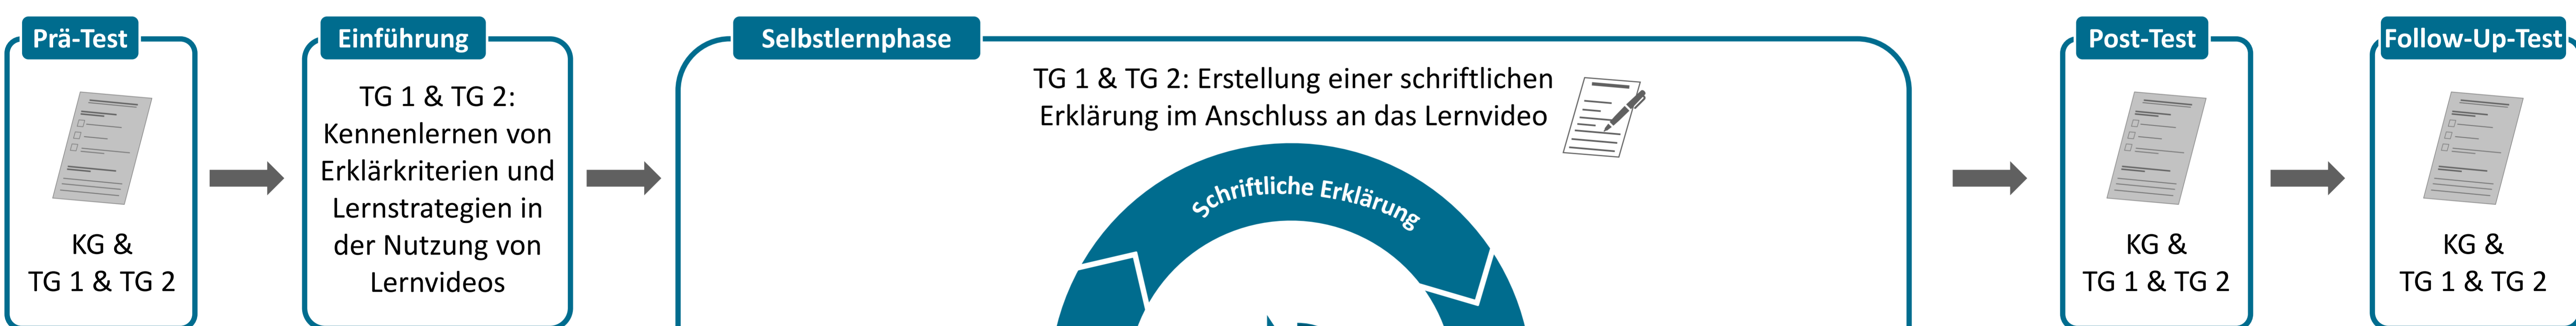 Prä-Test
KG &
TG 1 & TG 2
Einführung
TG 1 & TG 2:
Kennenlernen von
Erklärkriterien und
Lernstrategien in
der Nutzung von
Lernvideos
Selbstlernphase
TG 1 & TG 2: Erstellung einer schriftlichen
Erklärung im Anschluss an das Lernvideo
Schriftliche Erklärung
Post-Test
KG &
TG 1 & TG 2
Follow-Up-Test
KG &
TG 1 & TG 2